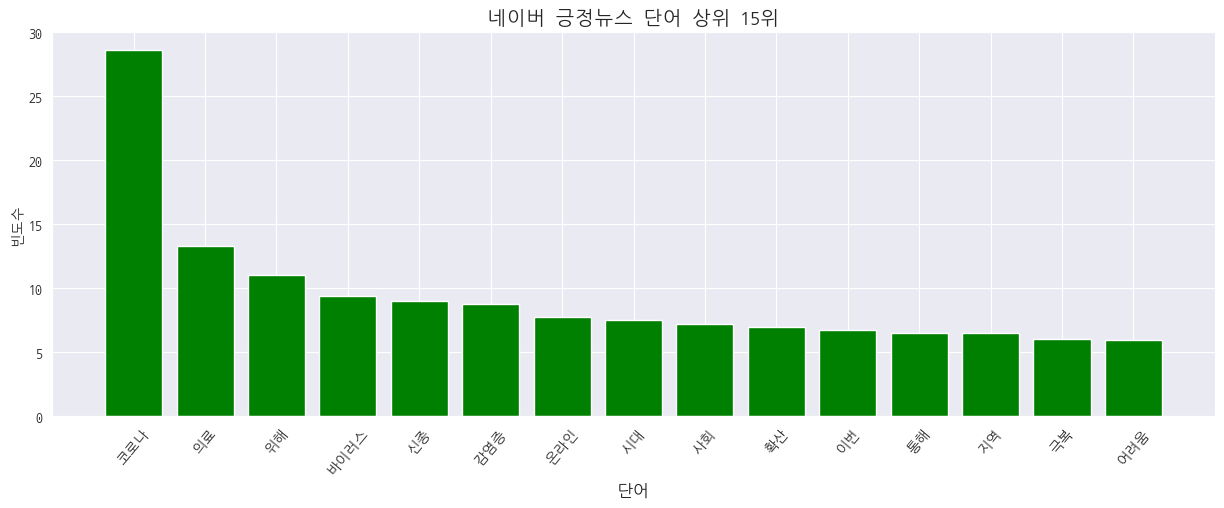 네이버 긍정뉴스 단어 상위 15위
빈도수
30
25
20
15
10
5
0
코로나
의료
위해
바이러스
신종
감염증
온라인
시대
사회
확산
이번
통해
지역
극복
어려움
단어